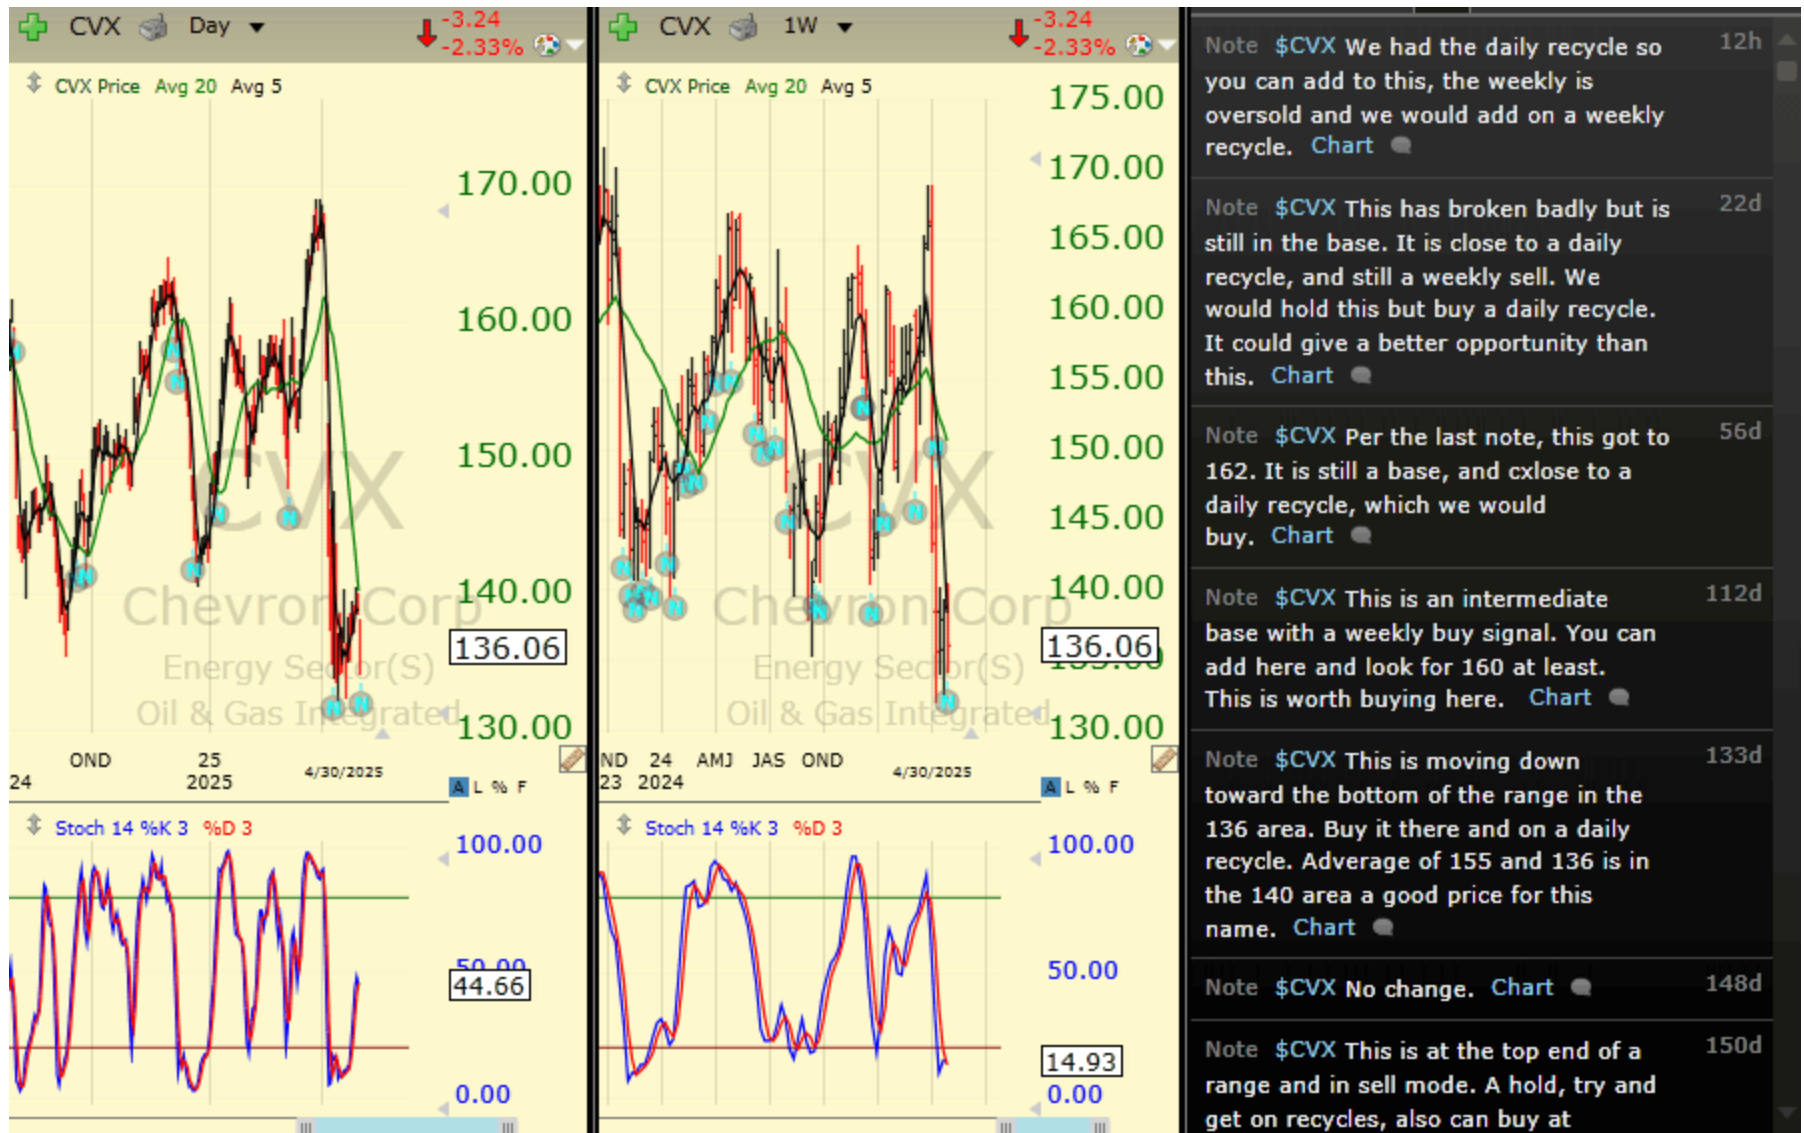 CVX Day -3.24
-2.33%
CVX Price Avg 20 Avg 5
170.00
160.00
150.00
140.00
136.06
130.00
CVX
Chevron Corp
Energy Sector(S)
Oil & Gas Integrated
OND 25
24 2025 4/30/2025
A L % F
Stoch 14 %K 3 %D 3
100.00
50.00
44.66
0.00
CVX 1W -3.24
-2.33%
CVX Price Avg 20 Avg 5
175.00
170.00
165.00
160.00
155.00
150.00
145.00
140.00
136.06
135.00
130.00
CVX
Chevron Corp
Energy Sector(S)
Oil & Gas Integrated
ND 24 AMJ JAS OND
23 2024 4/30/2025
A L % F
Stoch 14 %K 3 %D 3
100.00
50.00
14.93
0.00
Note $CVX We had the daily recycle so 12h
you can add to this, the weekly is
oversold and we would add on a weekly
recycle. Chart
Note $CVX This has broken badly but is 22d
still in the base. It is close to a daily
recycle, and still a weekly sell. We
would hold this but buy a daily recycle.
It could give a better opportunity than
this. Chart
Note $CVX Per the last note, this got to 56d
162. It is still a base, and cxlose to a
daily recycle, which we would
buy. Chart
Note $CVX This is an intermediate 112d
base with a weekly buy signal. You can
add here and look for 160 at least.
This is worth buying here. Chart
Note $CVX This is moving down 133d
toward the bottom of the range in the
136 area. Buy it there and on a daily
recycle. Adverage of 155 and 136 is in
the 140 area a good price for this
name. Chart
Note $CVX No change. Chart 148d
Note $CVX This is at the top end of a 150d
range and in sell mode. A hold, try and
get on recycles, also can buy at